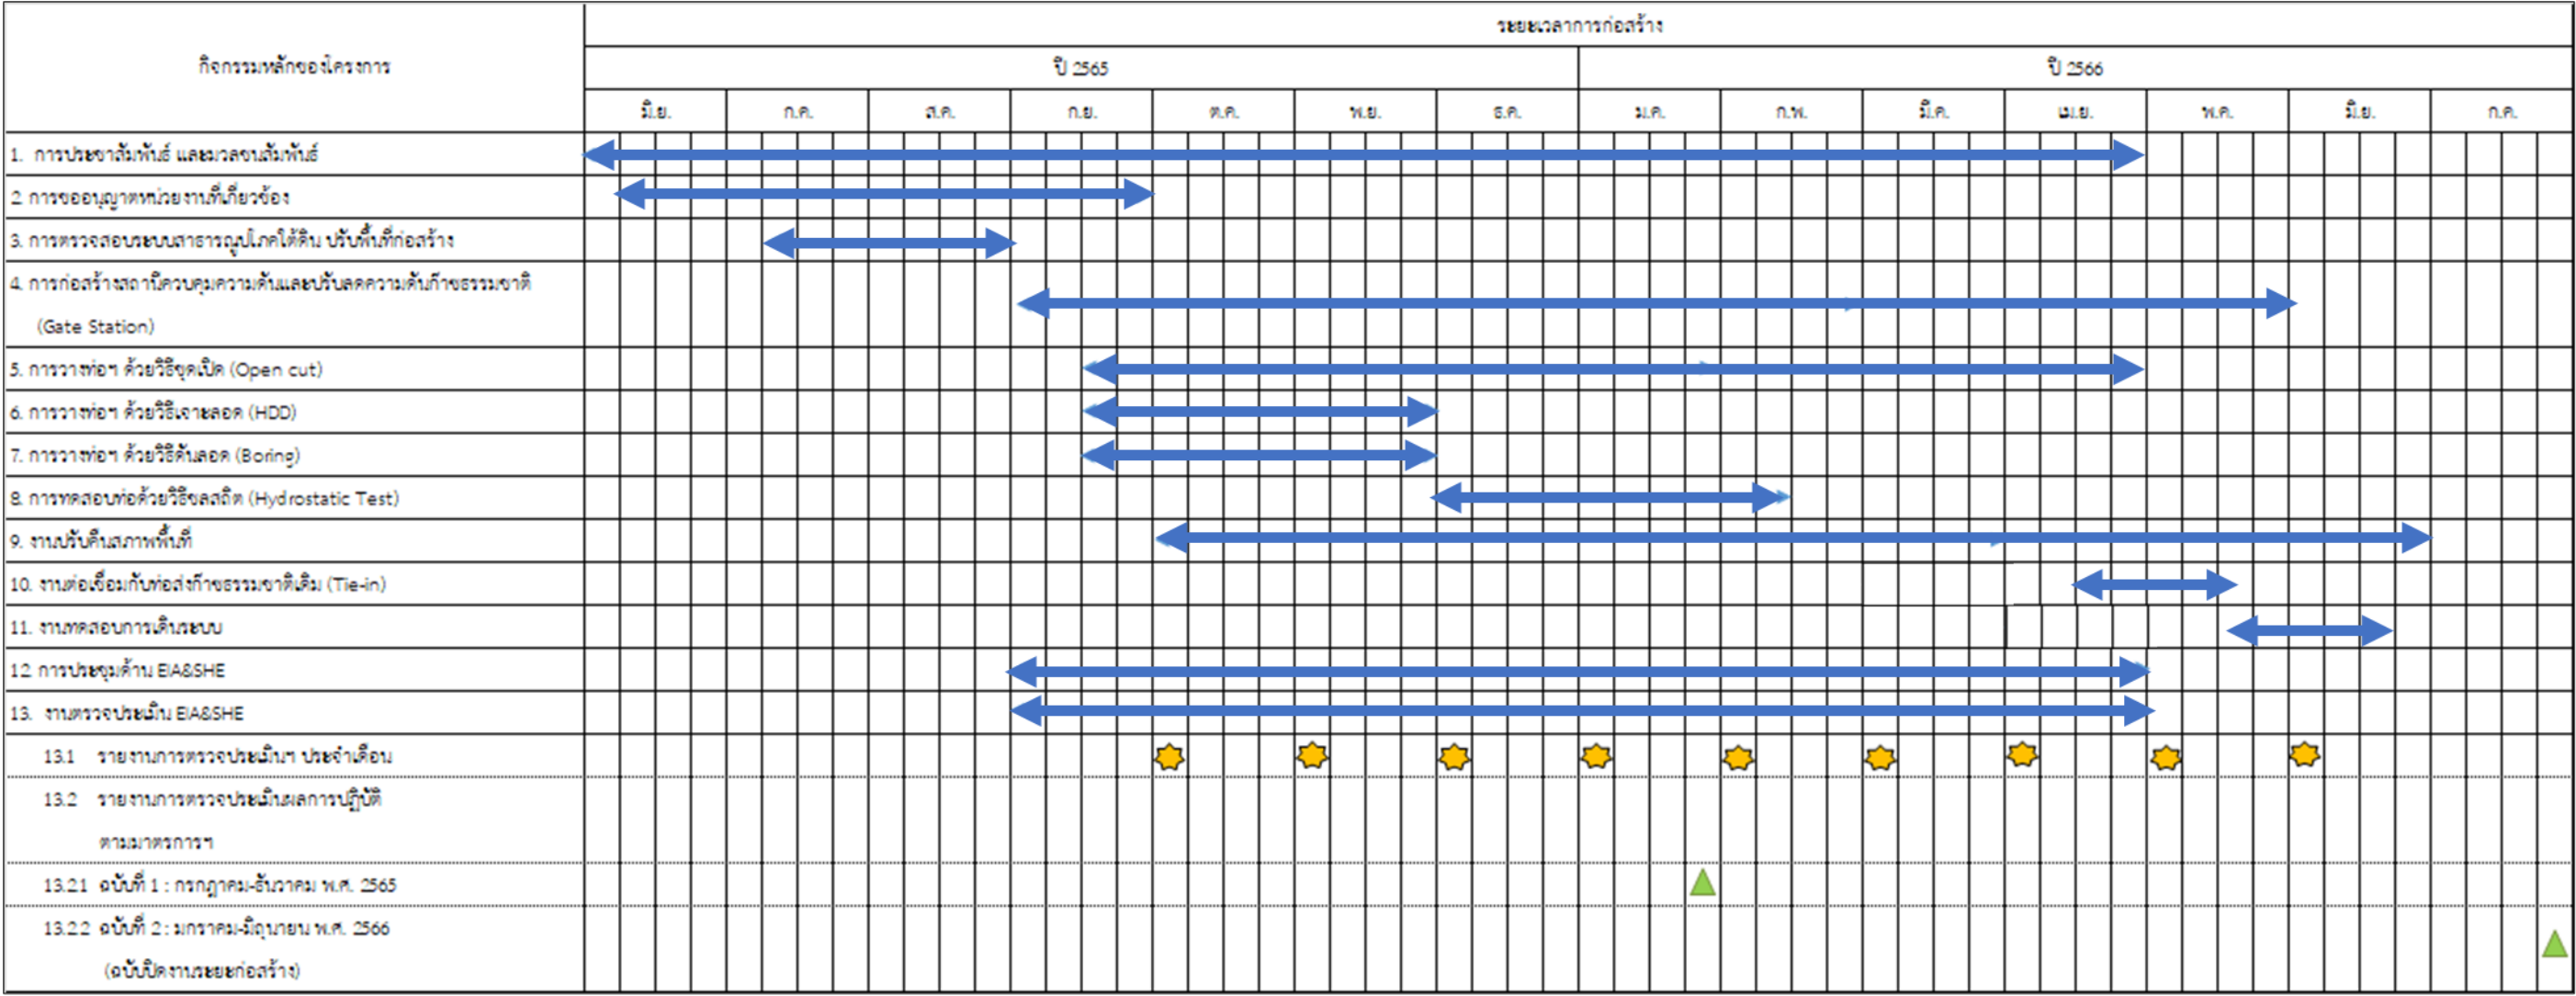 ระยะเวลาการก่อสร้าง
กิจกรรมหลักของโครงการ
ปี 2565
ปี 2566
มิ.ย.
ก.ค.
ส.ค.
ก.ย.
ต.ค.
พ.ย.
ธ.ค.
ม.ค.
ก.พ.
มี.ค.
เม.ย.
พ.ค.
มิ.ย.
ก.ค.
1. การประชาสัมพันธ์ และมวลชนสัมพันธ์
2. การขออนุญาตหน่วยงานที่เกี่ยวข้อง
3. การตรวจสอบระบบสาธารณูปโภคใต้ดิน ปรับพื้นที่ก่อสร้าง
4. การก่อสร้างสถานีควบคุมความดันและปรับลดความดันก๊าซธรรมชาติ
(Gate Station)
5. การวางท่อฯ ด้วยวิธีขุดเปิด (Open cut)
6. การวางท่อฯ ด้วยวิธีเจาะลอด (HDD)
7. การวางท่อฯ ด้วยวิธีดันลอด (Boring)
8. การทดสอบท่อด้วยวิธีชลสถิต (Hydrostatic Test)
9. งานปรับคืนสภาพพื้นที่
10. งานต่อเชื่อมกับท่อส่งก๊าซธรรมชาติเดิม (Tie-in)
11. งานทดสอบการเดินระบบ
12. การประชุมด้าน EIA&SHE
13. งานตรวจประเมิน EIA&SHE
13.1 รายงานการตรวจประเมินฯ ประจำเดือน
13.2 รายงานการตรวจประเมินผลการปฏิบัติ
ตามมาตรการฯ
13.2.1 ฉบับที่ 1 : กรกฎาคม-ธันวาคม พ.ศ. 2565
13.2.2 ฉบับที่ 2 : มกราคม-มิถุนายน พ.ศ. 2566
(ฉบับปิดงานระยะก่อสร้าง)